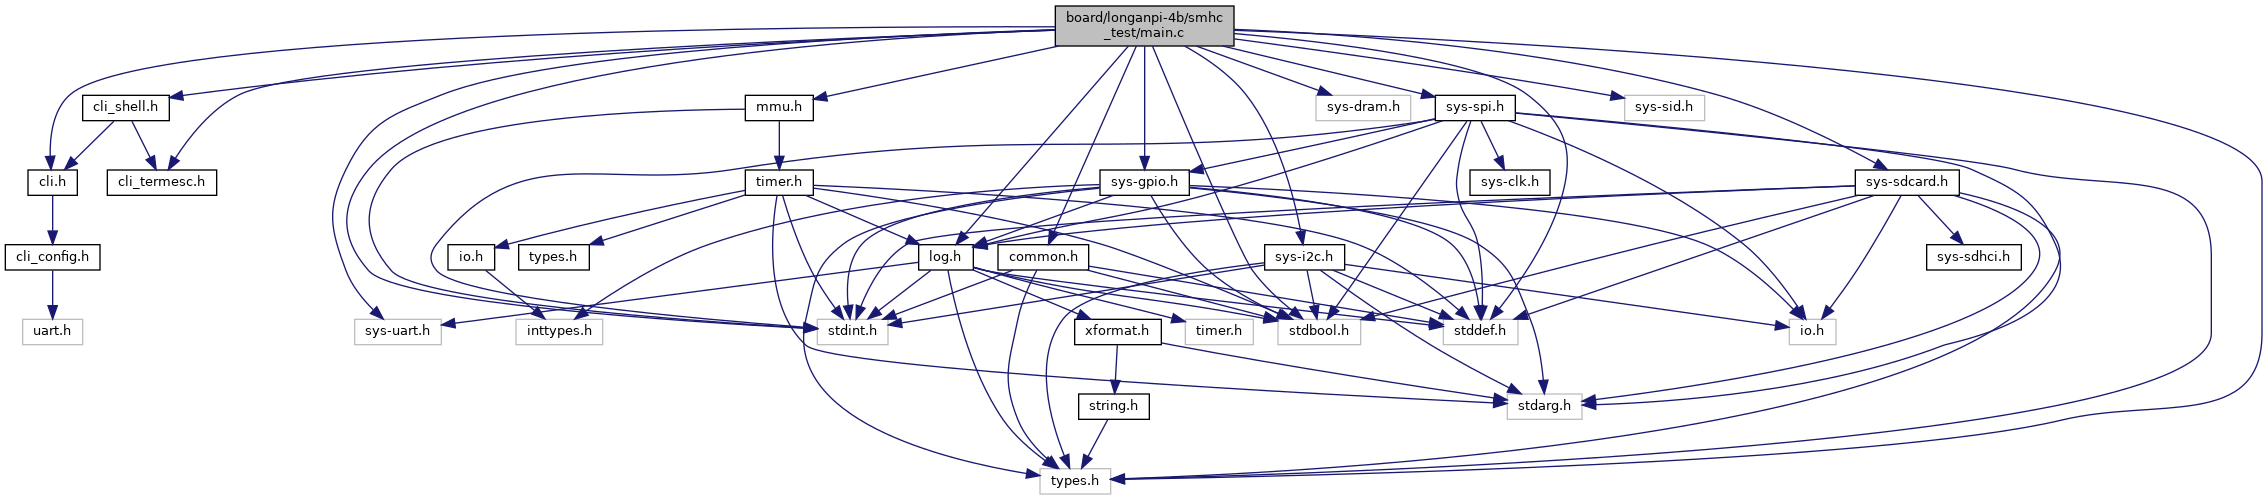 board/longanpi-4b/smhc
_test/main.c
cli_shell.h
mmu.h
sys-dram.h
sys-spi.h
sys-sid.h
cli.h
cli_termesc.h
timer.h
sys-gpio.h
sys-clk.h
sys-sdcard.h
cli_config.h
io.h
types.h
log.h
common.h
sys-i2c.h
sys-sdhci.h
uart.h
sys-uart.h
inttypes.h
stdint.h
xformat.h
timer.h
stdbool.h
stddef.h
io.h
string.h
stdarg.h
types.h